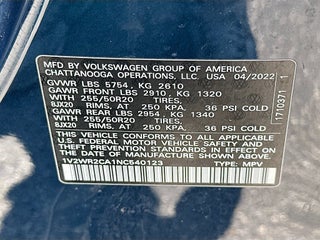 MFD BY VOLKSWAGEN GROUP OF AMERICA
CHATTANOOGA OPERATIONS, LLC. USA 04/2022
GVWR LBS 5754, KG 2610
GAWR FRONT LBS 2910, KG 1320
WITH 255/50R20 TIRES,
8JX20 RIMS, AT 250 KPA, 36 PSI COLD
GAWR REAR LBS 2954, KG 1340
WITH 255/50R20 TIRES,
8JX20 RIMS, AT 250 KPA, 36 PSI COLD
THIS VEHICLE CONFORMS TO ALL APPLICABLE
U.S. FEDERAL MOTOR VEHICLE SAFETY AND
THEFT PREVENTION STANDARDS IN EFFECT ON
THE DATE OF MANUFACTURE SHOWN ABOVE.
1V2WR2CA1NC540123 TYPE: MPV
1710371 1